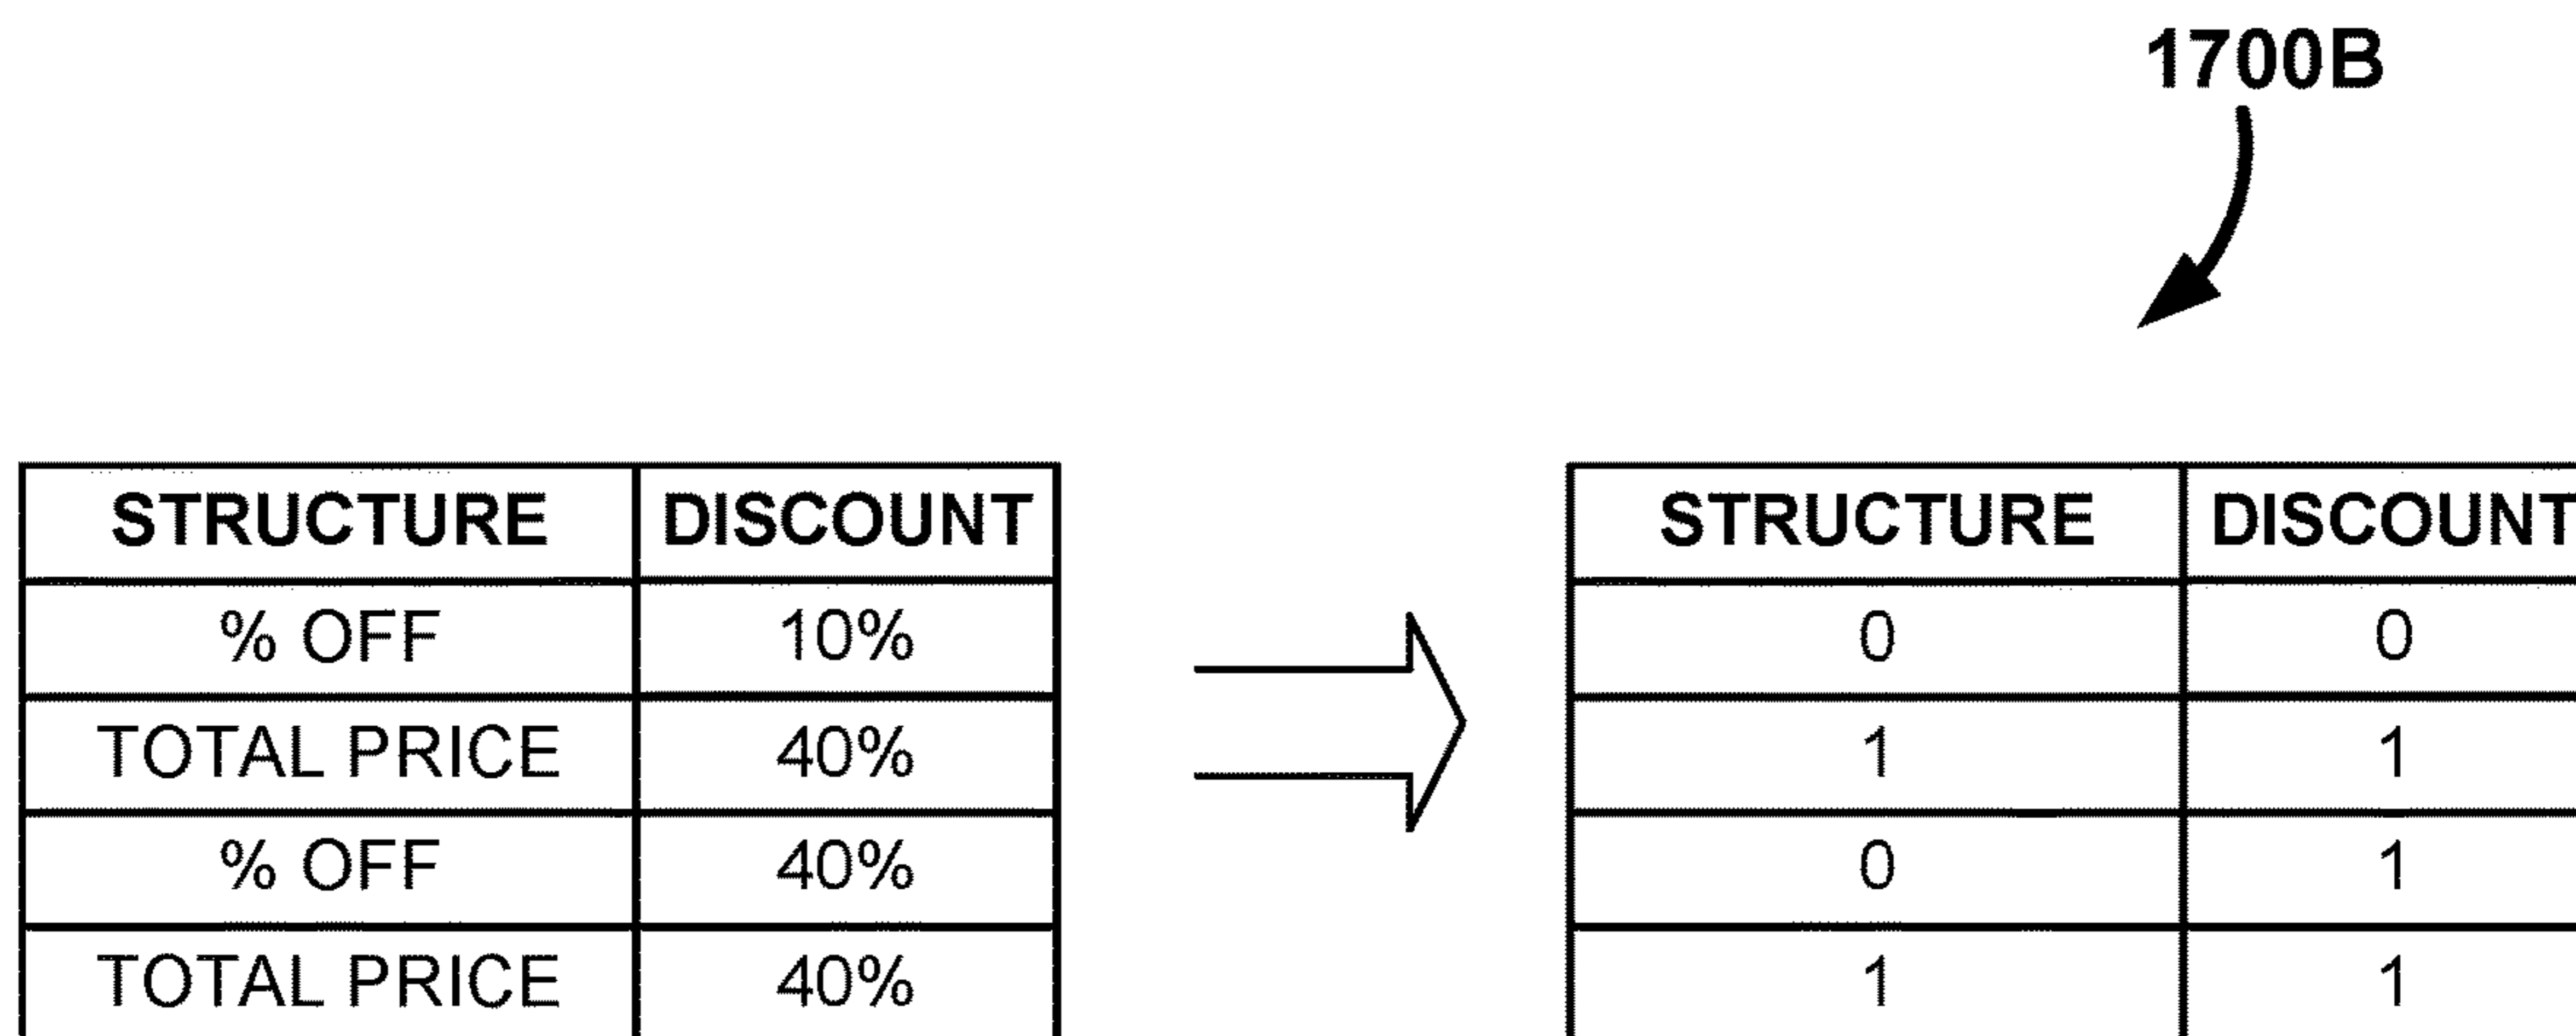 1700B
STRUCTURE DISCOUNT STRUCTURE DISCOUNT
% OFF 10% 0 0
TOTAL PRICE 40% 1 1
% OFF 40% 0 1
TOTAL PRICE 40% 1 1